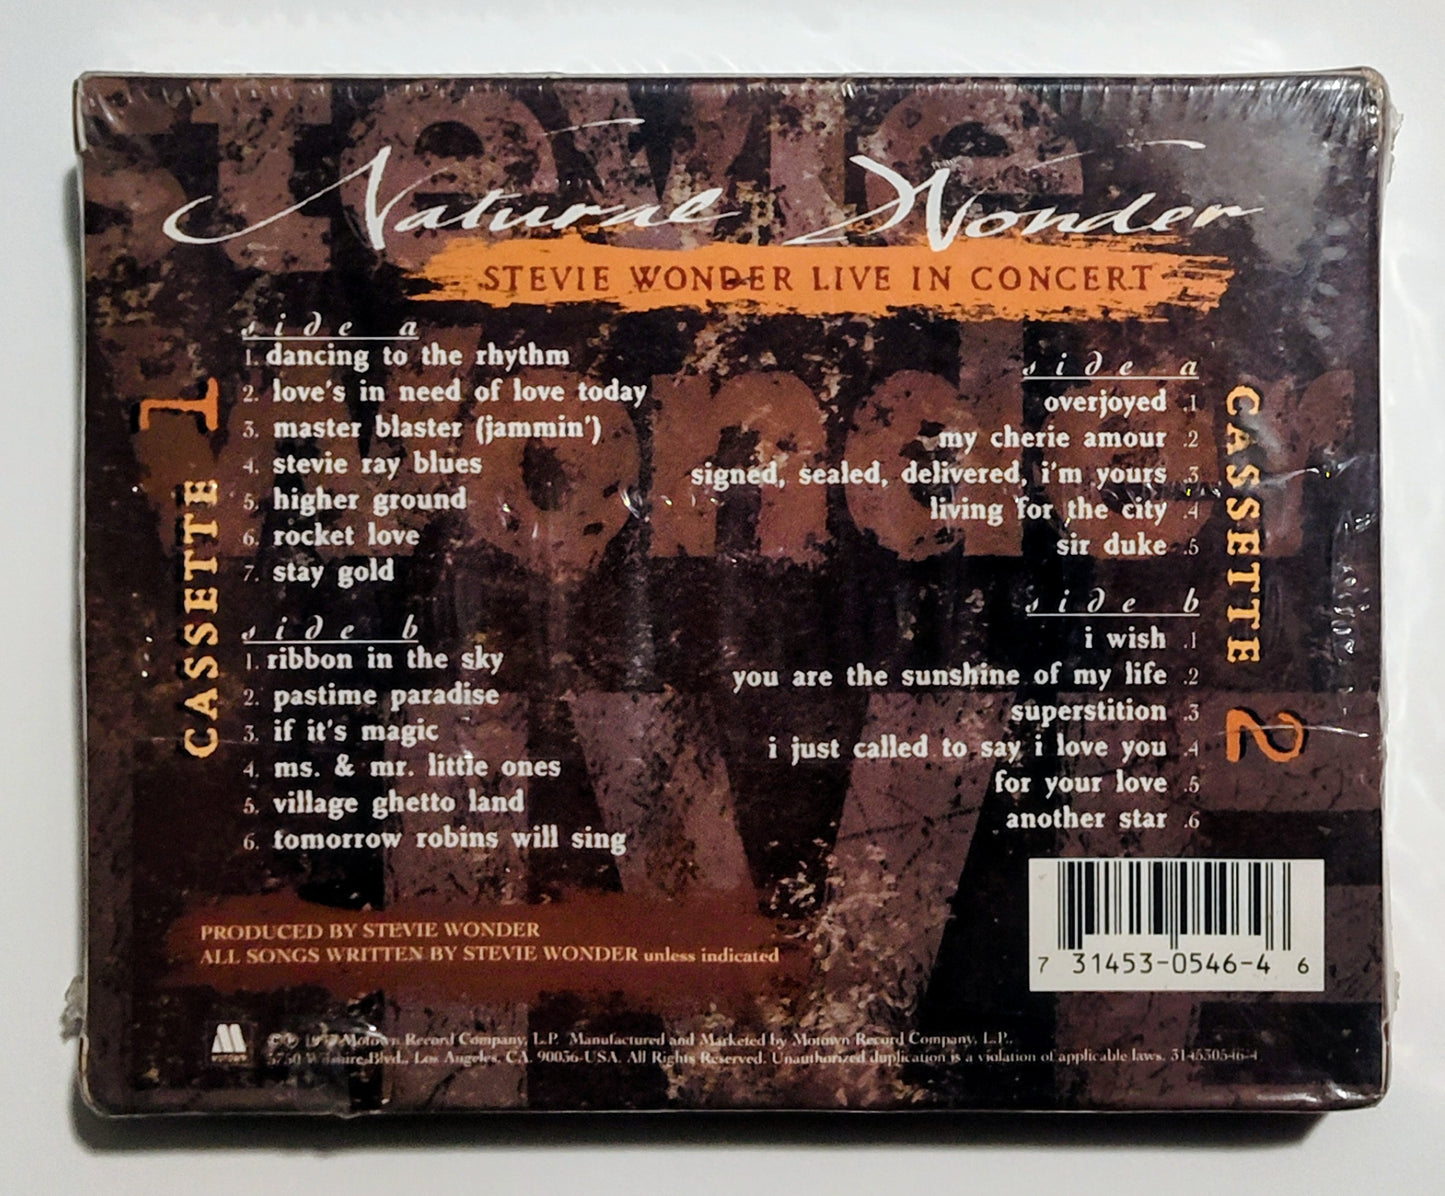 stevie
wonder
LIVE
Natural Wonder
STEVIE WONDER LIVE IN CONCERT
CASSETTE 1
side a
1. dancing to the rhythm
2. love's in need of love today
3. master blaster (jammin')
4. stevie ray blues
5. higher ground
6. rocket love
7. stay gold
side b
1. ribbon in the sky
2. pastime paradise
3. if it's magic
4. ms. & mr. little ones
5. village ghetto land
6. tomorrow robins will sing
CASSETTE 2
side a
overjoyed .1
my cherie amour .2
signed, sealed, delivered, i'm yours .3
living for the city .4
sir duke .5
side b
i wish .1
you are the sunshine of my life .2
superstition .3
i just called to say i love you .4
for your love .5
another star .6
PRODUCED BY STEVIE WONDER
ALL SONGS WRITTEN BY STEVIE WONDER unless indicated
7 31453-0546-4 6
Motown Record Company, L.P. Manufactured and Marketed by Motown Record Company, L.P.,
Blvd., Los Angeles, CA. 90036-USA. All Rights Reserved. Unauthorized duplication is a violation of applicable laws. 314530546-4